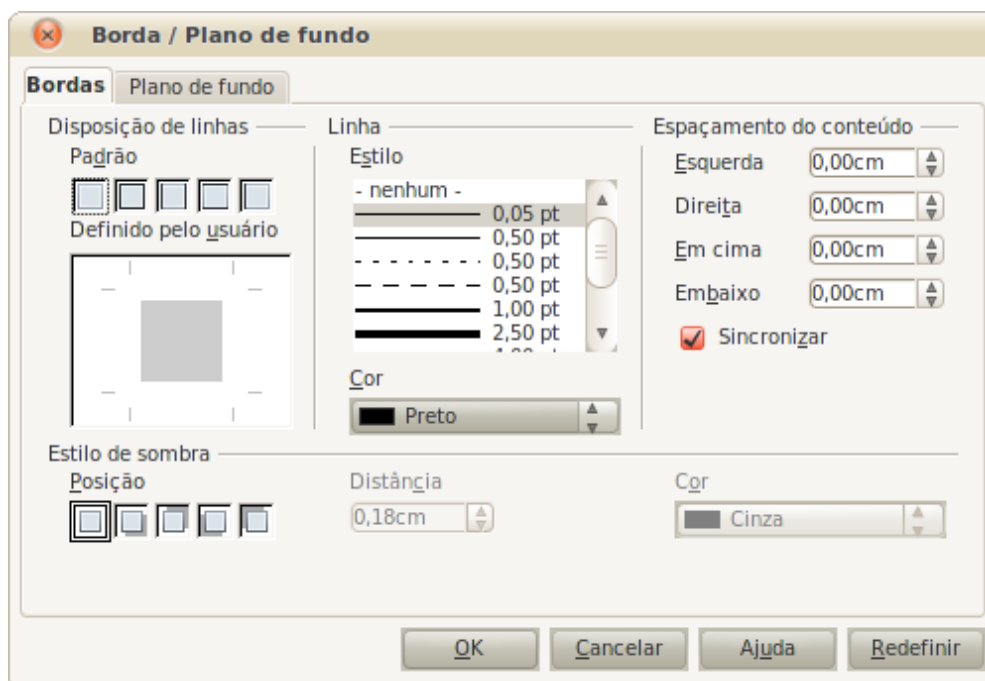 Borda / Plano de fundo
Bordas Plano de fundo
Disposição de linhas
Padrão
Definido pelo usuário
Linha
Estilo
- nenhum -
0,05 pt
0,50 pt
0,50 pt
0,50 pt
1,00 pt
2,50 pt
Cor
Preto
Espaçamento do conteúdo
Esquerda 0,00cm
Direita 0,00cm
Em cima 0,00cm
Embaixo 0,00cm
Sincronizar
Estilo de sombra
Posição
Distância
0,18cm
Cor
Cinza
OK Cancelar Ajuda Redefinir